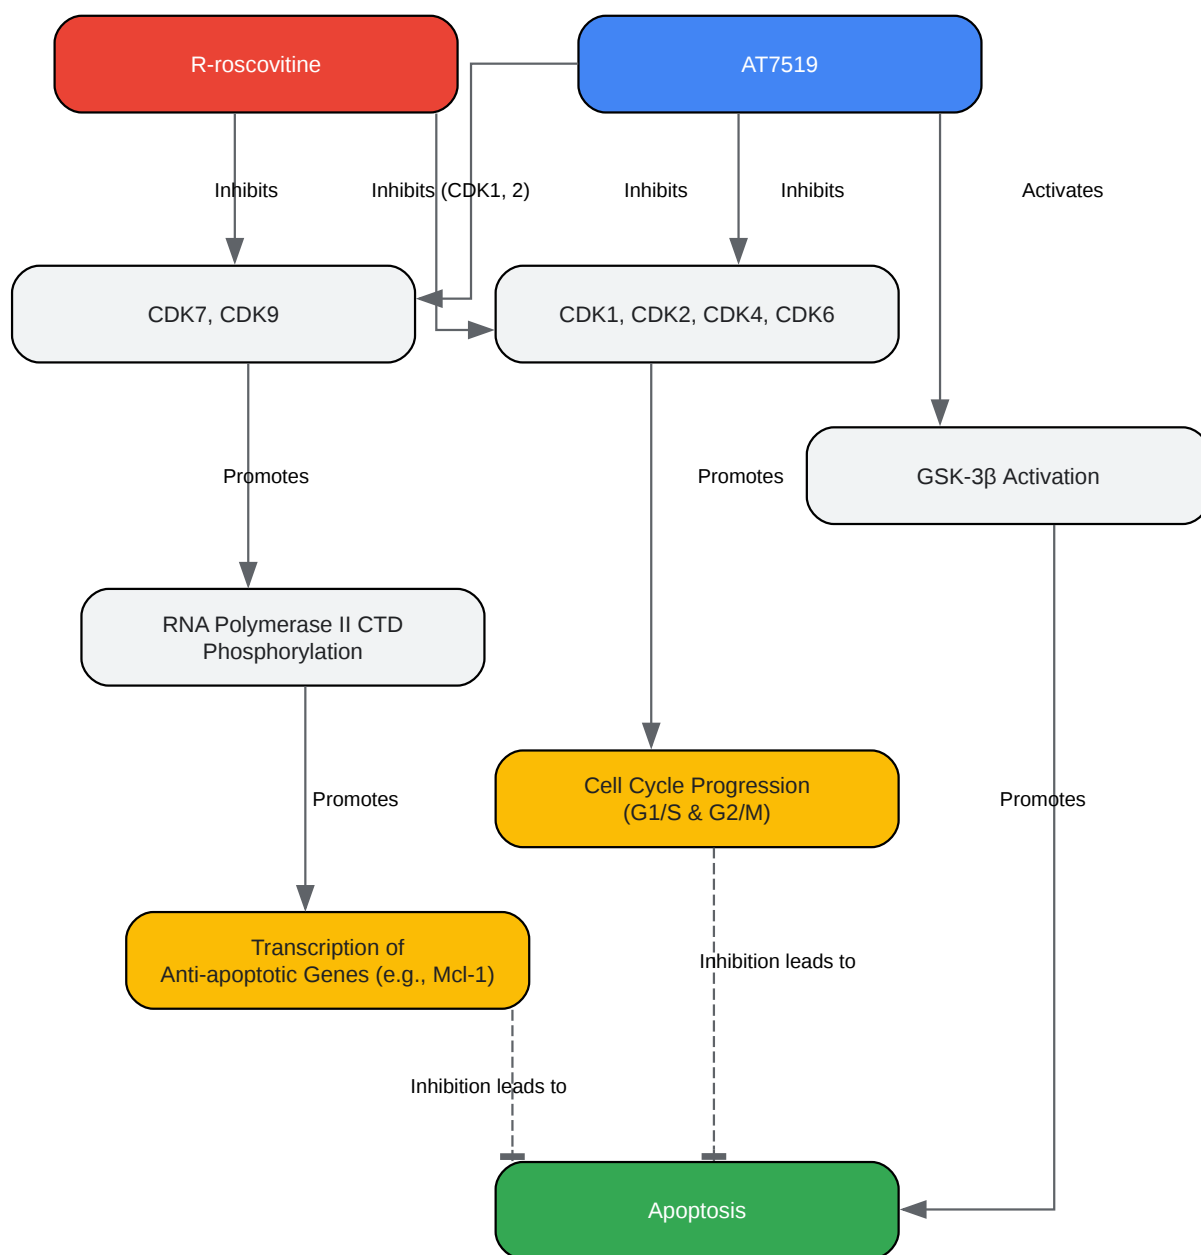 R-roscovitine
AT7519
Inhibits
Inhibits (CDK1, 2)
Inhibits
Inhibits
Activates
CDK7, CDK9
CDK1, CDK2, CDK4, CDK6
Promotes
Promotes
GSK-3β Activation
RNA Polymerase II CTD
Phosphorylation
Promotes
Cell Cycle Progression
(G1/S & G2/M)
Promotes
Transcription of
Anti-apoptotic Genes (e.g., Mcl-1)
Inhibition leads to
Inhibition leads to
Apoptosis